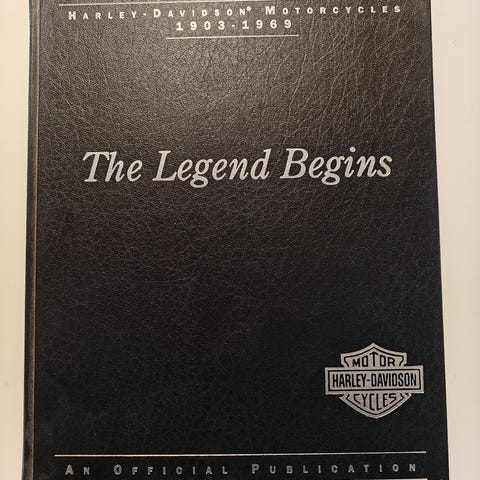 HARLEY-DAVIDSON® MOTORCYCLES
1903-1969
The Legend Begins
MOTOR
HARLEY-DAVIDSON
CYCLES
AN OFFICIAL PUBLICATION